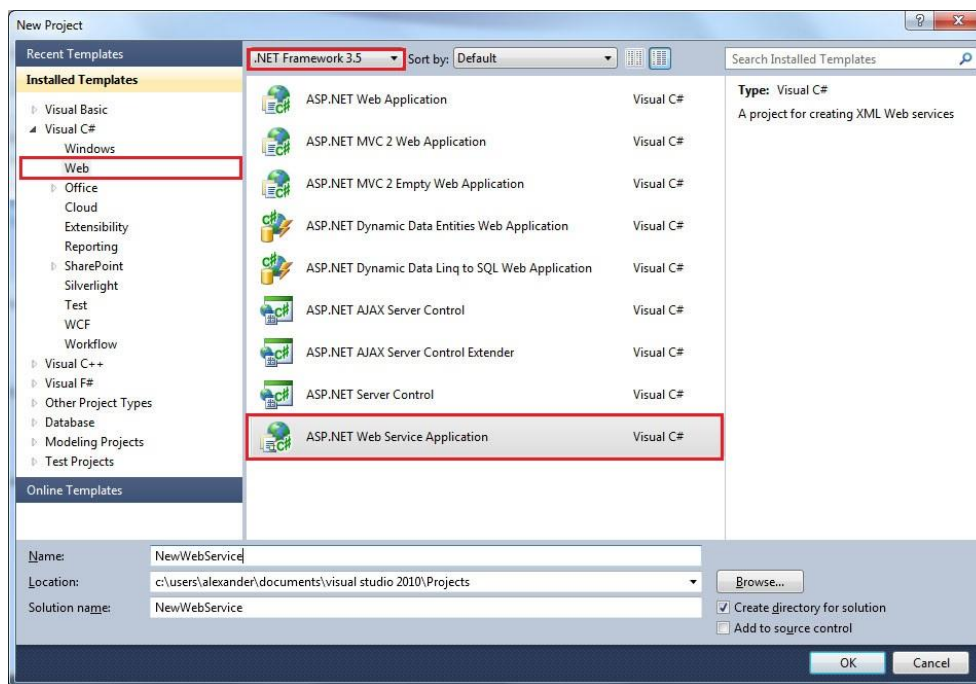 New Project
Recent Templates
Installed Templates
Visual Basic
Visual C#
Windows
Web
Office
Cloud
Extensibility
Reporting
SharePoint
Silverlight
Test
WCF
Workflow
Visual C++
Visual F#
Other Project Types
Database
Modeling Projects
Test Projects
Online Templates
.NET Framework 3.5 Sort by: Default
ASP.NET Web Application Visual C#
ASP.NET MVC 2 Web Application Visual C#
ASP.NET MVC 2 Empty Web Application Visual C#
ASP.NET Dynamic Data Entities Web Application Visual C#
ASP.NET Dynamic Data Linq to SQL Web Application Visual C#
ASP.NET AJAX Server Control Visual C#
ASP.NET AJAX Server Control Extender Visual C#
ASP.NET Server Control Visual C#
ASP.NET Web Service Application Visual C#
Search Installed Templates
Type: Visual C#
A project for creating XML Web services
Name: NewWebService
Location: c:\users\alexander\documents\visual studio 2010\Projects Browse...
Solution name: NewWebService
Create directory for solution
Add to source control
OK Cancel